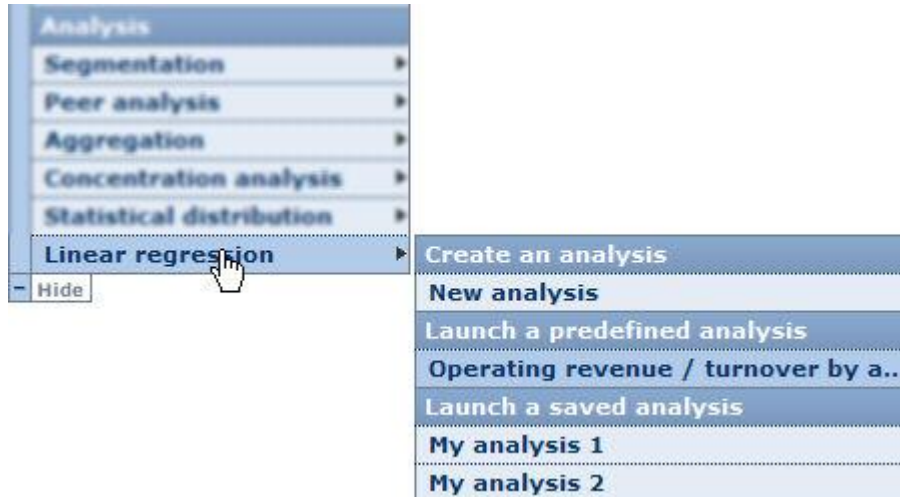 Analysis
Segmentation
Peer analysis
Aggregation
Concentration analysis
Statistical distribution
Linear regression
Hide
Create an analysis
New analysis
Launch a predefined analysis
Operating revenue / turnover by a..
Launch a saved analysis
My analysis 1
My analysis 2